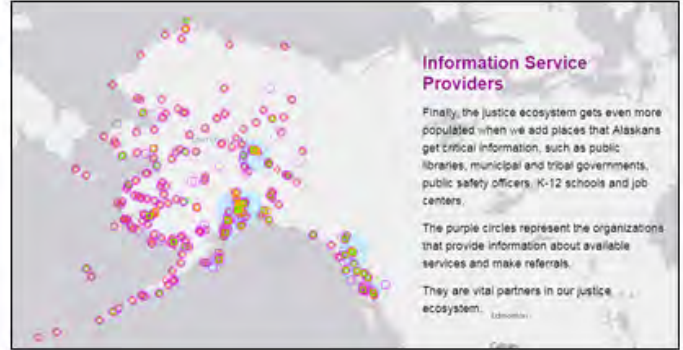 Information Service
Providers
Finally, the justice ecosystem gets even more
populated when we add places that Alaskans
get critical information, such as public
libraries, municipal and tribal governments,
public safety officers, K-12 schools and job
centers.
The purple circles represent the organizations
that provide information about available
services and make referrals.
They are vital partners in our justice
ecosystem.
Edmonton